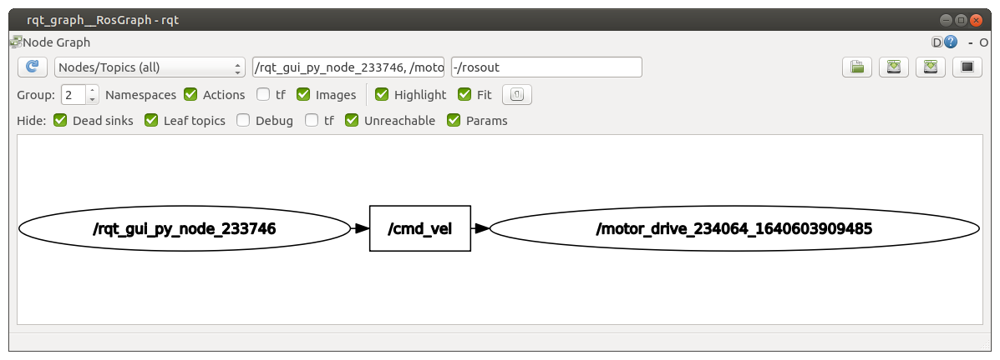 rqt_graph__RosGraph - rqt
Node Graph D ? - O
Nodes/Topics (all) /rqt_gui_py_node_233746, /moto -/rosout
Group: 2 Namespaces Actions tf Images Highlight Fit
Hide: Dead sinks Leaf topics Debug tf Unreachable Params
/rqt_gui_py_node_233746 /cmd_vel /motor_drive_234064_1640603909485